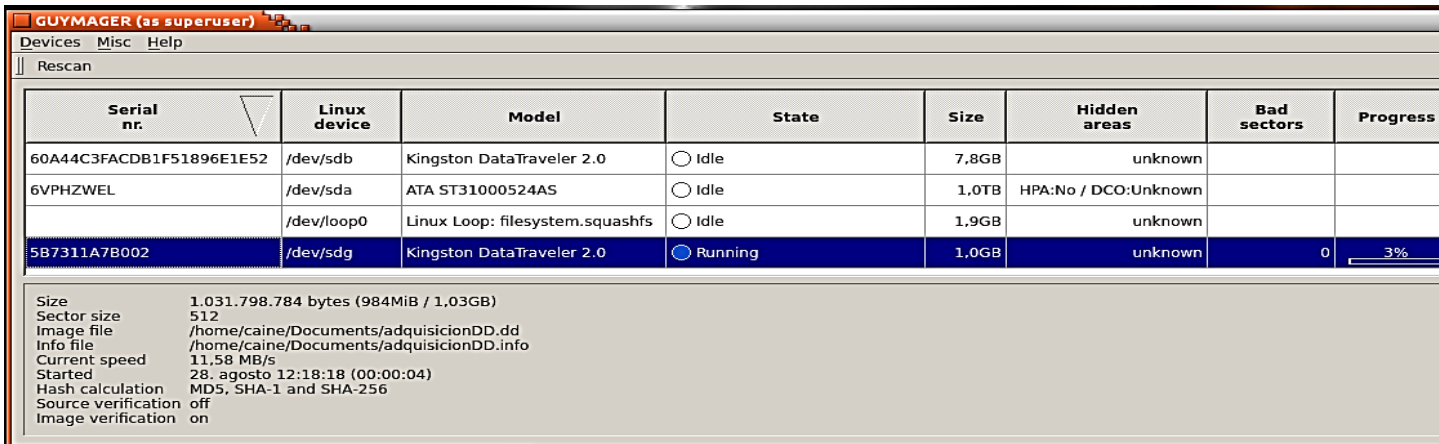 GUYMAGER (as superuser)
Devices Misc Help
Rescan
Serial nr. Linux device Model State Size Hidden areas Bad sectors Progress
60A44C3FACDB1F51896E1E52 /dev/sdb Kingston DataTraveler 2.0 Idle 7,8GB unknown
6VPHZWEL /dev/sda ATA ST31000524AS Idle 1,0TB HPA:No / DCO:Unknown
/dev/loop0 Linux Loop: filesystem.squashfs Idle 1,9GB unknown
5B7311A7B002 /dev/sdg Kingston DataTraveler 2.0 Running 1,0GB unknown 0 3%
Size 1.031.798.784 bytes (984MiB / 1,03GB)
Sector size 512
Image file /home/caine/Documents/adquisicionDD.dd
Info file /home/caine/Documents/adquisicionDD.info
Current speed 11,58 MB/s
Started 28. agosto 12:18:18 (00:00:04)
Hash calculation MD5, SHA-1 and SHA-256
Source verification off
Image verification on